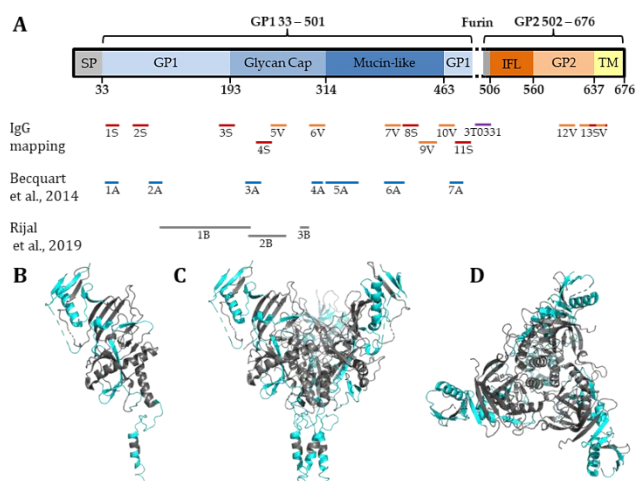 GP1 33 – 501 Furin GP2 502 – 676
A
SP GP1 Glycan Cap Mucin-like GP1 IFL GP2 TM
33 193 314 463 506 560 637 676
IgG mapping
1S 2S 3S 4S 5V 6V 7V 8S 9V 10V 11S 3T0331 12V 13SV
Becquart et al., 2014
1A 2A 3A 4A 5A 6A 7A
Rijal et al., 2019
1B 2B 3B
B C D